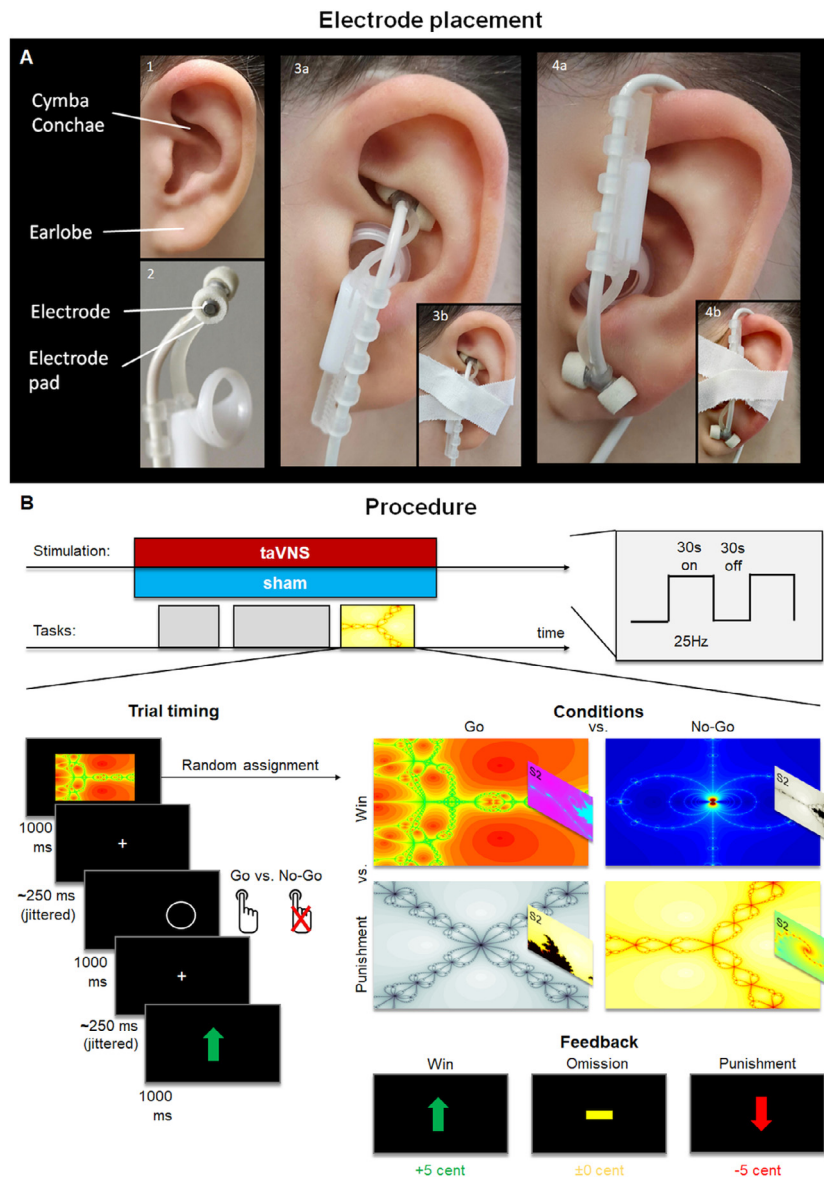 Electrode placement
A
1
Cymba
Conchae
Earlobe
2
Electrode
Electrode
pad
3a
3b
4a
4b
B
Procedure
Stimulation:
taVNS
sham
Tasks:
time
30s
on
30s
off
25Hz
Trial timing
Random assignment
1000
ms
~250 ms
(jittered)
Go vs. No-Go
1000
ms
~250 ms
(jittered)
1000
ms
Conditions
Go
vs.
No-Go
Win
vs.
Punishment
S2
S2
S2
S2
Feedback
Win
Omission
Punishment
+5 cent
±0 cent
-5 cent